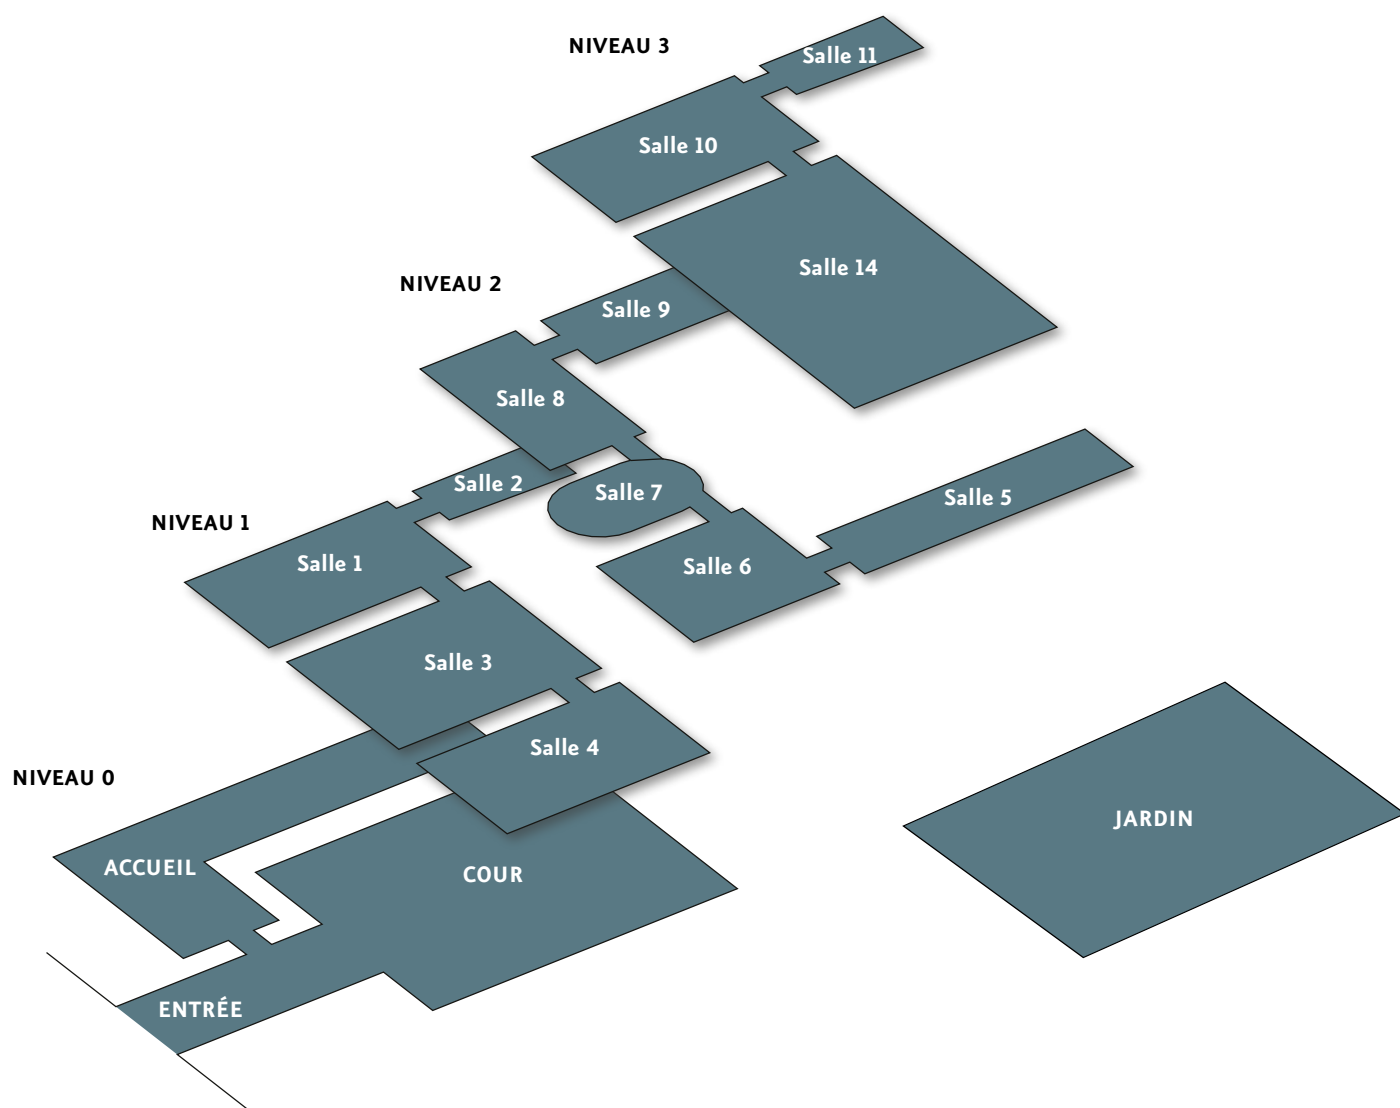 NIVEAU 3
Salle 11
Salle 10
Salle 14
NIVEAU 2
Salle 9
Salle 8
Salle 2
Salle 7
Salle 5
NIVEAU 1
Salle 1
Salle 6
Salle 3
Salle 4
NIVEAU 0
ACCUEIL
COUR
JARDIN
ENTRÉE